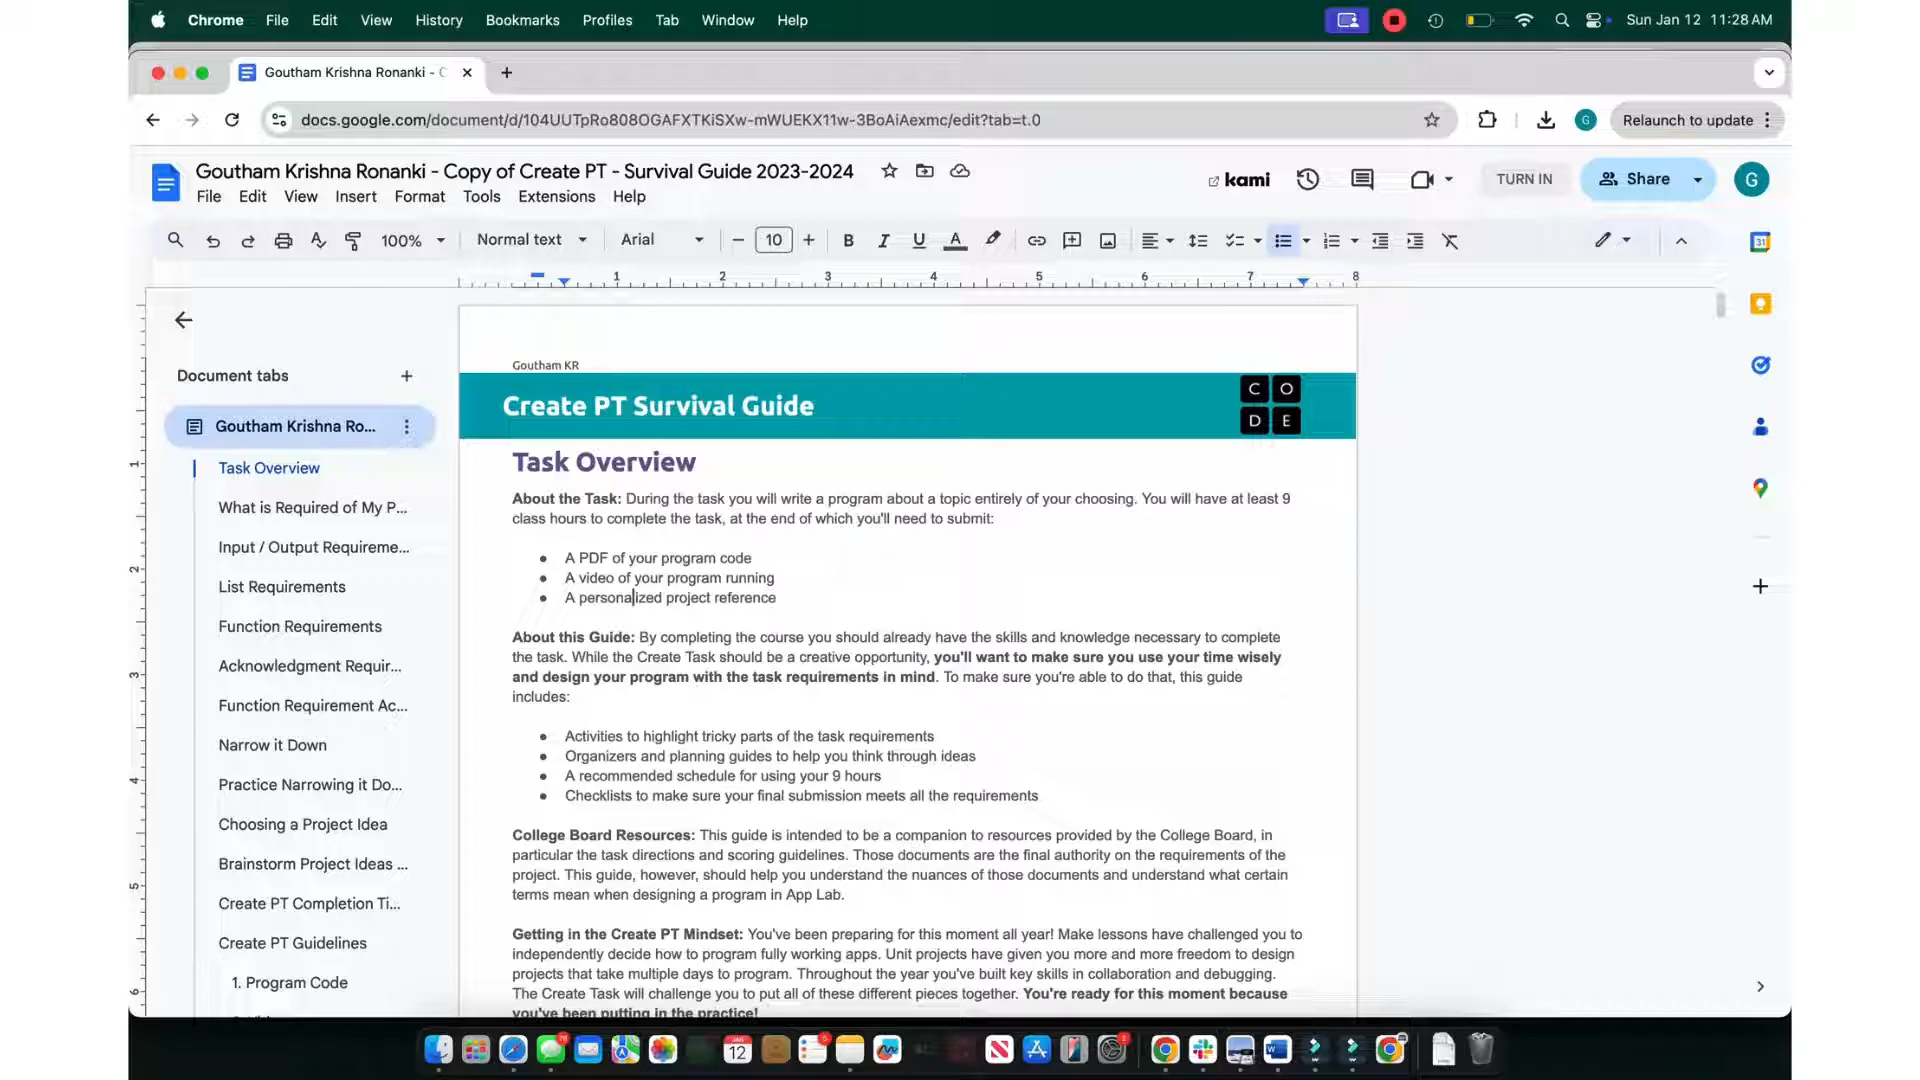 Chrome File Edit View History Bookmarks Profiles Tab Window Help Sun Jan 12 11:28 AM
Goutham Krishna Ronanki - C
docs.google.com/document/d/104UUTpRo808OGAFXTKiSXw-mWUEKX11w-3BoAiAexmc/edit?tab=t.0 G Relaunch to update
Goutham Krishna Ronanki - Copy of Create PT - Survival Guide 2023-2024
kami TURN IN Share G
File Edit View Insert Format Tools Extensions Help
100% Normal text Arial 10 B I U A
1 1 2 3 4 5 6 7 8
Document tabs
Goutham Krishna Ro...
Task Overview
What is Required of My P...
Input / Output Requireme...
List Requirements
Function Requirements
Acknowledgment Requir...
Function Requirement Ac...
Narrow it Down
Practice Narrowing it Do...
Choosing a Project Idea
Brainstorm Project Ideas ...
Create PT Completion Ti...
Create PT Guidelines
1. Program Code
1
2
3
4
5
6
Goutham KR
Create PT Survival Guide
C O
D E
Task Overview
About the Task: During the task you will write a program about a topic entirely of your choosing. You will have at least 9
class hours to complete the task, at the end of which you'll need to submit:
● A PDF of your program code
● A video of your program running
● A personalized project reference
About this Guide: By completing the course you should already have the skills and knowledge necessary to complete
the task. While the Create Task should be a creative opportunity, you'll want to make sure you use your time wisely
and design your program with the task requirements in mind. To make sure you're able to do that, this guide
includes:
● Activities to highlight tricky parts of the task requirements
● Organizers and planning guides to help you think through ideas
● A recommended schedule for using your 9 hours
● Checklists to make sure your final submission meets all the requirements
College Board Resources: This guide is intended to be a companion to resources provided by the College Board, in
particular the task directions and scoring guidelines. Those documents are the final authority on the requirements of the
project. This guide, however, should help you understand the nuances of those documents and understand what certain
terms mean when designing a program in App Lab.
Getting in the Create PT Mindset: You've been preparing for this moment all year! Make lessons have challenged you to
independently decide how to program fully working apps. Unit projects have given you more and more freedom to design
projects that take multiple days to program. Throughout the year you've built key skills in collaboration and debugging.
The Create Task will challenge you to put all of these different pieces together. You're ready for this moment because
you've been putting in the practice!
31
12